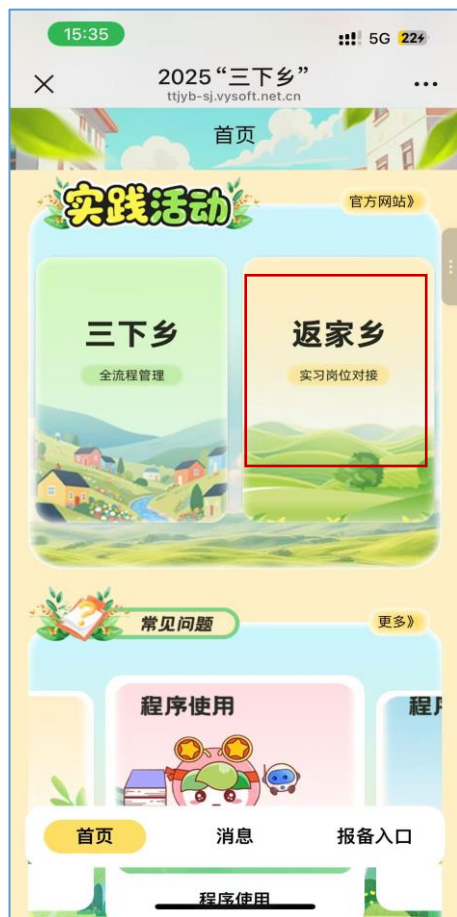 15:35
5G 22
2025“三下乡”
ttjyb-sj.vysoft.net.cn
首页
实践活动
官方网站》
三下乡
全流程管理
返家乡
实习岗位对接
常见问题
更多》
程序使用
程序
首页
消息
报备入口
程序使用